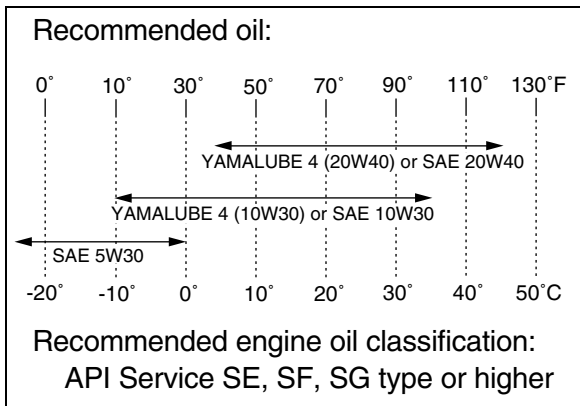 Recommended oil:
0˚ 10˚ 30˚ 50˚ 70˚ 90˚ 110˚ 130˚F
YAMALUBE 4 (20W40) or SAE 20W40
YAMALUBE 4 (10W30) or SAE 10W30
SAE 5W30
-20˚ -10˚ 0˚ 10˚ 20˚ 30˚ 40˚ 50˚C
Recommended engine oil classification:
API Service SE, SF, SG type or higher